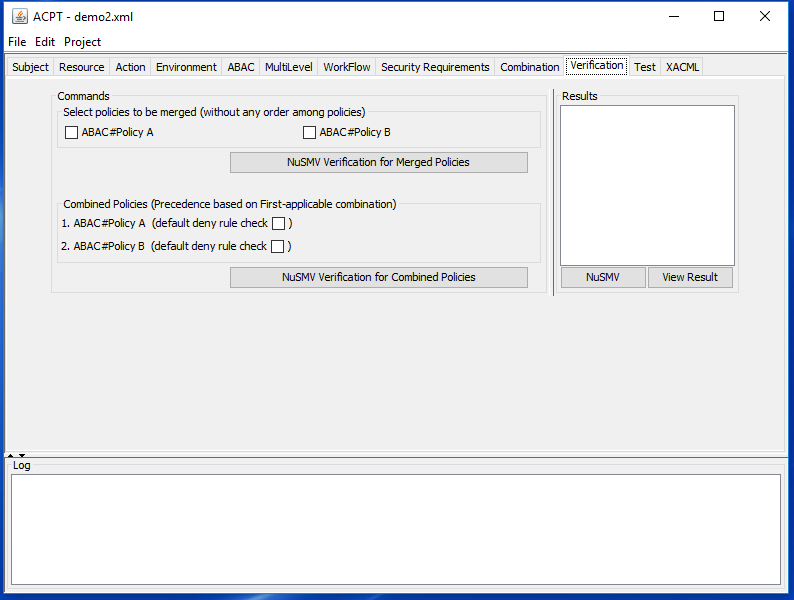 ACPT - demo2.xml
File Edit Project
Subject Resource Action Environment ABAC MultiLevel WorkFlow Security Requirements Combination Verification Test XACML
Commands
Select policies to be merged (without any order among policies)
ABAC#Policy A ABAC#Policy B
NuSMV Verification for Merged Policies
Combined Policies (Precedence based on First-applicable combination)
1. ABAC#Policy A (default deny rule check )
2. ABAC#Policy B (default deny rule check )
NuSMV Verification for Combined Policies
Results
NuSMV View Result
Log